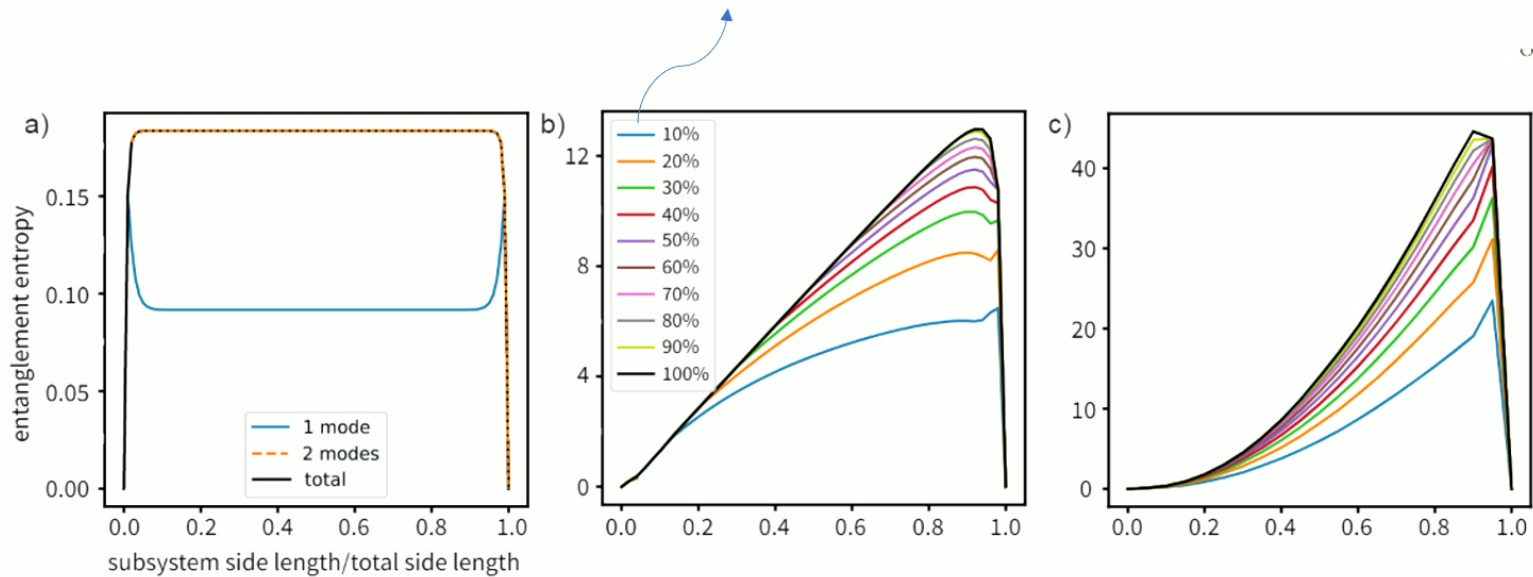 a)
entanglement entropy
0.15
0.10
0.05
0.00
1 mode
2 modes
total
0.0 0.2 0.4 0.6 0.8 1.0
subsystem side length/total side length
b)
12
8
4
0
10%
20%
30%
40%
50%
60%
70%
80%
90%
100%
0.0 0.2 0.4 0.6 0.8 1.0
c)
40
30
20
10
0
0.0 0.2 0.4 0.6 0.8 1.0